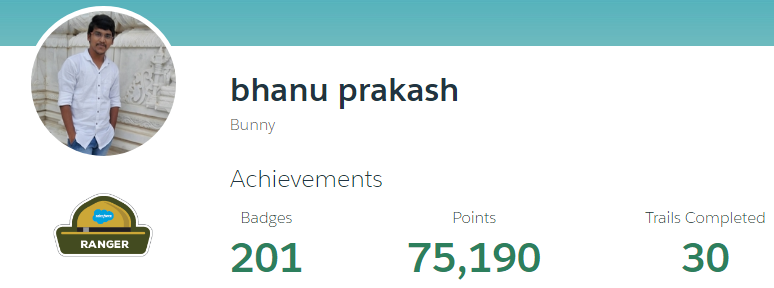 bhanu prakash
Bunny
Achievements
Badges Points Trails Completed
201 75,190 30
salesforce
RANGER